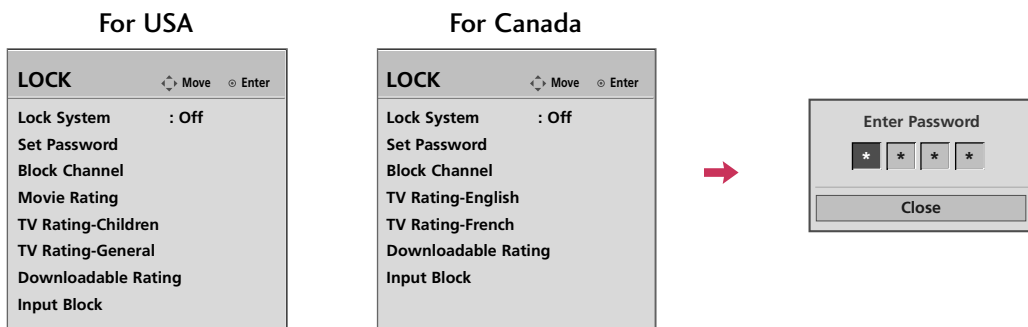 For USA
LOCK Move Enter
Lock System : Off
Set Password
Block Channel
Movie Rating
TV Rating-Children
TV Rating-General
Downloadable Rating
Input Block
For Canada
LOCK Move Enter
Lock System : Off
Set Password
Block Channel
TV Rating-English
TV Rating-French
Downloadable Rating
Input Block
Enter Password
* * * *
Close